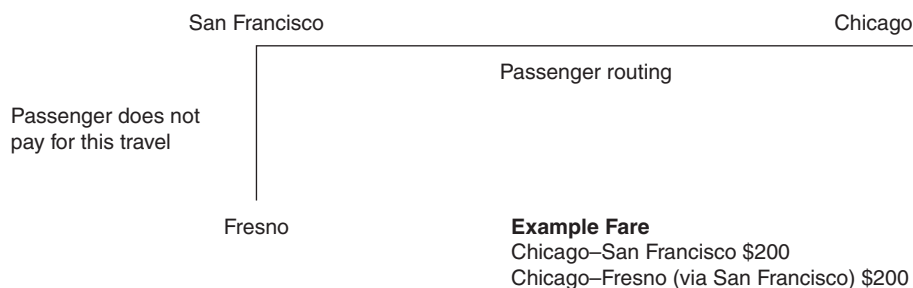 San Francisco
Chicago
Passenger routing
Passenger does not
pay for this travel
Fresno
Example Fare
Chicago–San Francisco $200
Chicago–Fresno (via San Francisco) $200